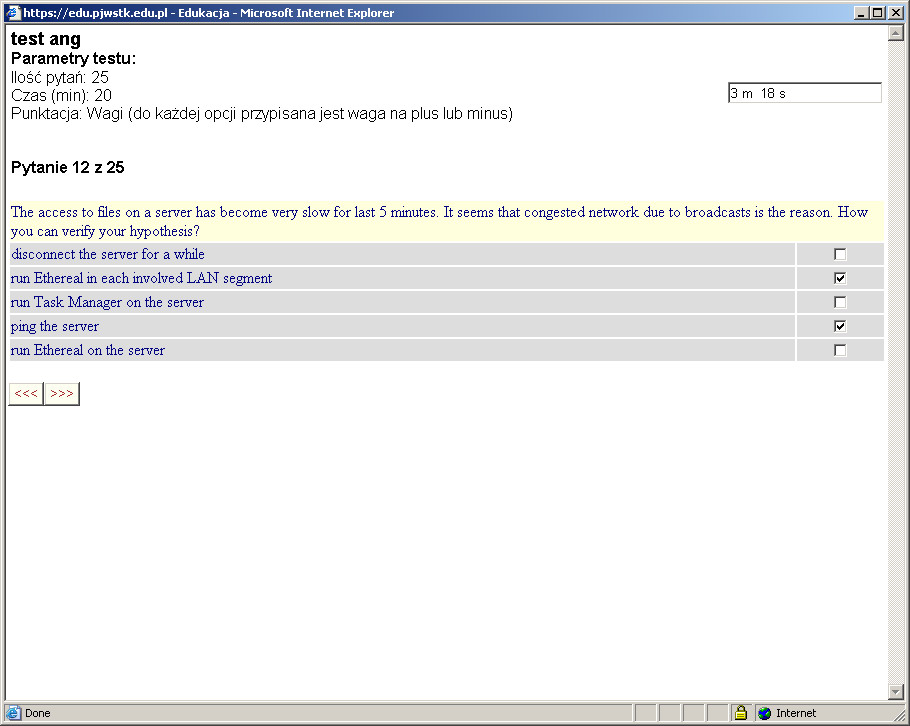 https://edu.pjwstk.edu.pl - Edukacja - Microsoft Internet Explorer
test ang
Parametry testu:
Ilość pytań: 25
Czas (min): 20
3 m 18 s
Punktacja: Wagi (do każdej opcji przypisana jest waga na plus lub minus)
Pytanie 12 z 25
The access to files on a server has become very slow for last 5 minutes. It seems that congested network due to broadcasts is the reason. How
you can verify your hypothesis?
disconnect the server for a while
run Ethereal in each involved LAN segment
run Task Manager on the server
ping the server
run Ethereal on the server
<<< >>>
Done Internet